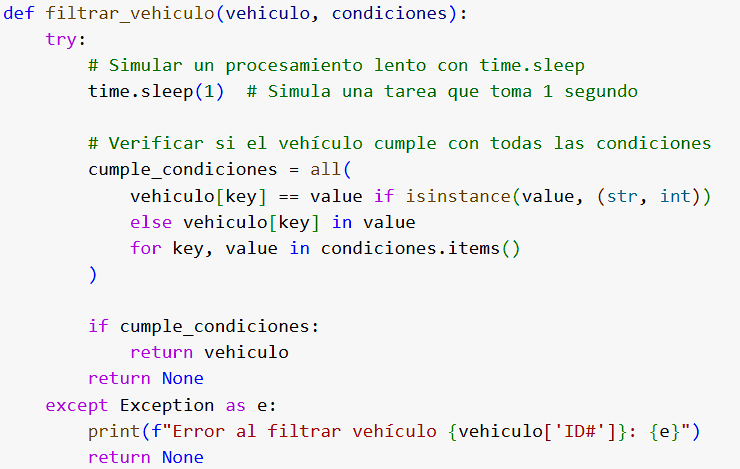 def filtrar_vehiculo(vehiculo, condiciones):
    try:
        # Simular un procesamiento lento con time.sleep
        time.sleep(1)  # Simula una tarea que toma 1 segundo

        # Verificar si el vehículo cumple con todas las condiciones
        cumple_condiciones = all(
            vehiculo[key] == value if isinstance(value, (str, int))
            else vehiculo[key] in value
            for key, value in condiciones.items()
        )

        if cumple_condiciones:
            return vehiculo
        return None
    except Exception as e:
        print(f"Error al filtrar vehículo {vehiculo['ID#']}: {e}")
        return None